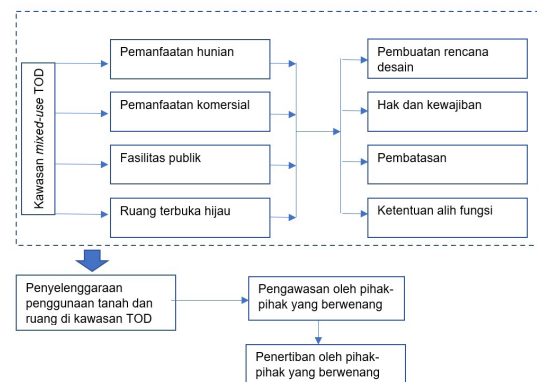 Kawasan mixed-use TOD
Pemanfaatan hunian
Pemanfaatan komersial
Fasilitas publik
Ruang terbuka hijau
Pembuatan rencana
desain
Hak dan kewajiban
Pembatasan
Ketentuan alih fungsi
Penyelenggaraan
penggunaan tanah dan
ruang di kawasan TOD
Pengawasan oleh pihak-
pihak yang berwenang
Penertiban oleh pihak-
pihak yang berwenang